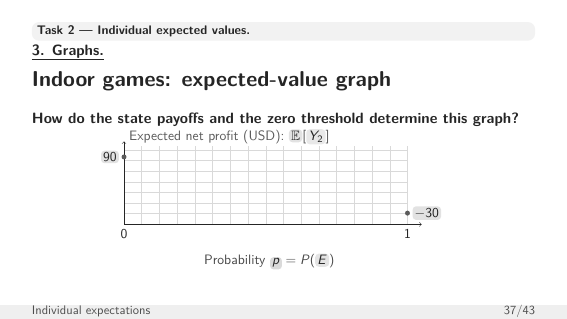 Task 2 — Individual expected values.
3. Graphs.
Indoor games: expected-value graph
How do the state payoffs and the zero threshold determine this graph?
Expected net profit (USD): 𝔼[Y₂]
90
−30
0 1
Probability p = P(E)
Individual expectations 37/43